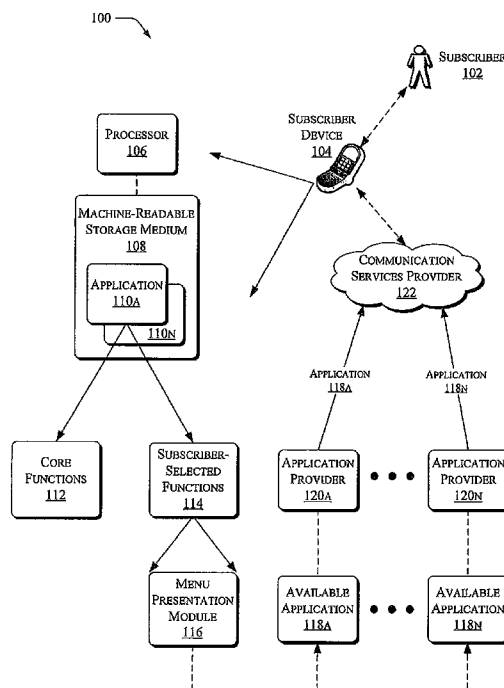 100
SUBSCRIBER
102
SUBSCRIBER
DEVICE
104
PROCESSOR
106
MACHINE-READABLE
STORAGE MEDIUM
108
APPLICATION
110A
110N
COMMUNICATION
SERVICES PROVIDER
122
APPLICATION
118A
APPLICATION
118N
CORE
FUNCTIONS
112
SUBSCRIBER-
SELECTED
FUNCTIONS
114
APPLICATION
PROVIDER
120A
APPLICATION
PROVIDER
120N
MENU
PRESENTATION
MODULE
116
AVAILABLE
APPLICATION
118A
AVAILABLE
APPLICATION
118N